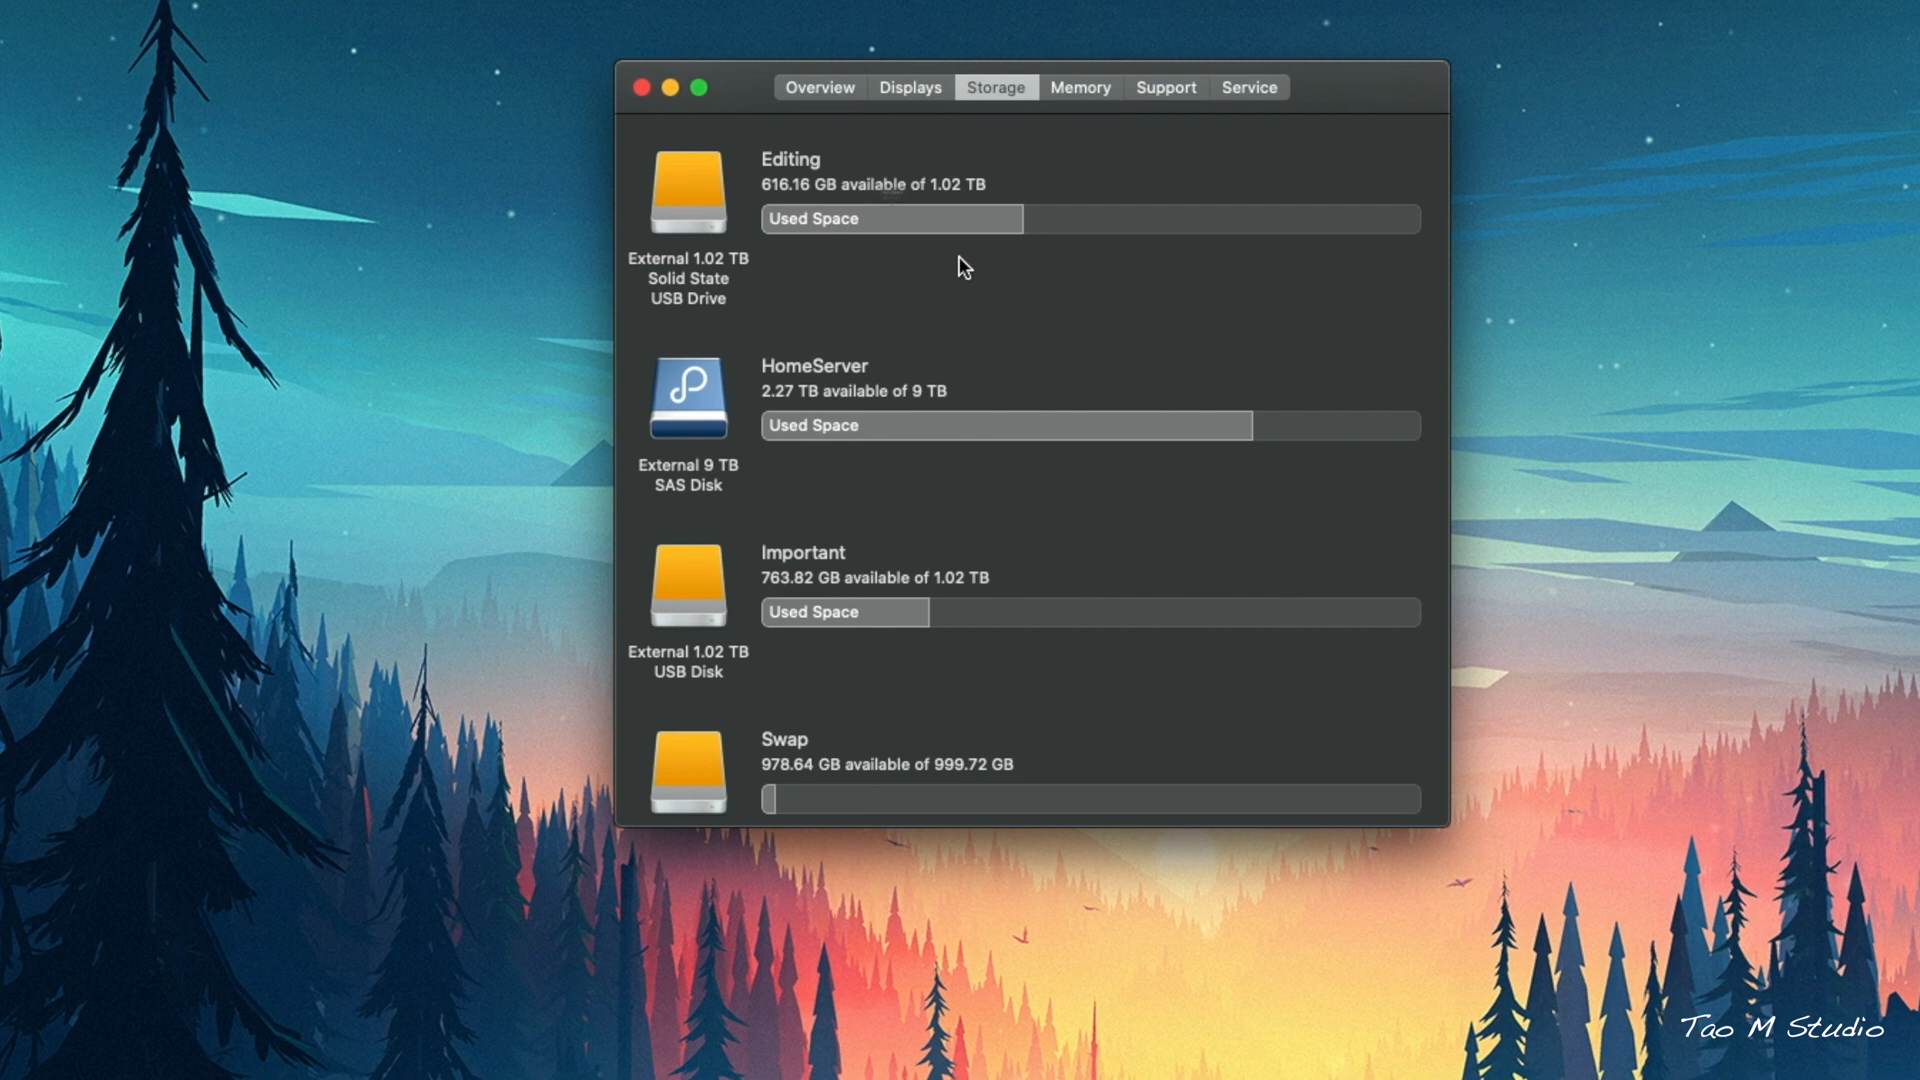 Overview Displays Storage Memory Support Service
Editing
616.16 GB available of 1.02 TB
Used Space
External 1.02 TB
Solid State
USB Drive
HomeServer
2.27 TB available of 9 TB
Used Space
External 9 TB
SAS Disk
Important
763.82 GB available of 1.02 TB
Used Space
External 1.02 TB
USB Disk
Swap
978.64 GB available of 999.72 GB
Tao M Studio